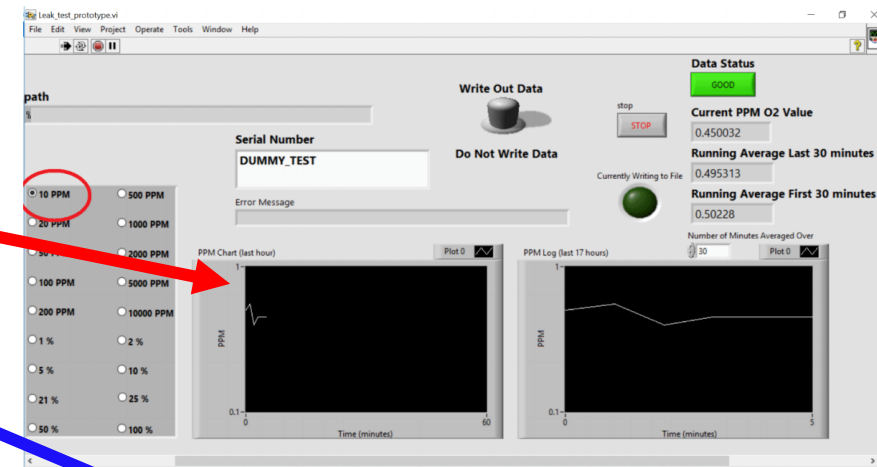 Leak_test_prototype.vi
File Edit View Project Operate Tools Window Help
Data Status
GOOD
path
Write Out Data
stop
STOP
Current PPM O2 Value
0.450032
Serial Number
DUMMY_TEST
Do Not Write Data
Running Average Last 30 minutes
0.495313
Currently Writing to File
Running Average First 30 minutes
0.50228
Error Message
Number of Minutes Averaged Over
30
Plot 0
10 PPM 500 PPM
20 PPM 1000 PPM
50 PPM 2000 PPM
100 PPM 5000 PPM
200 PPM 10000 PPM
1 % 2 %
5 % 10 %
21 % 25 %
50 % 100 %
PPM Chart (last hour)
Plot 0
1
PPM
0.1
0 60
Time (minutes)
PPM Log (last 17 hours)
1
PPM
0.1
0 5
Time (minutes)